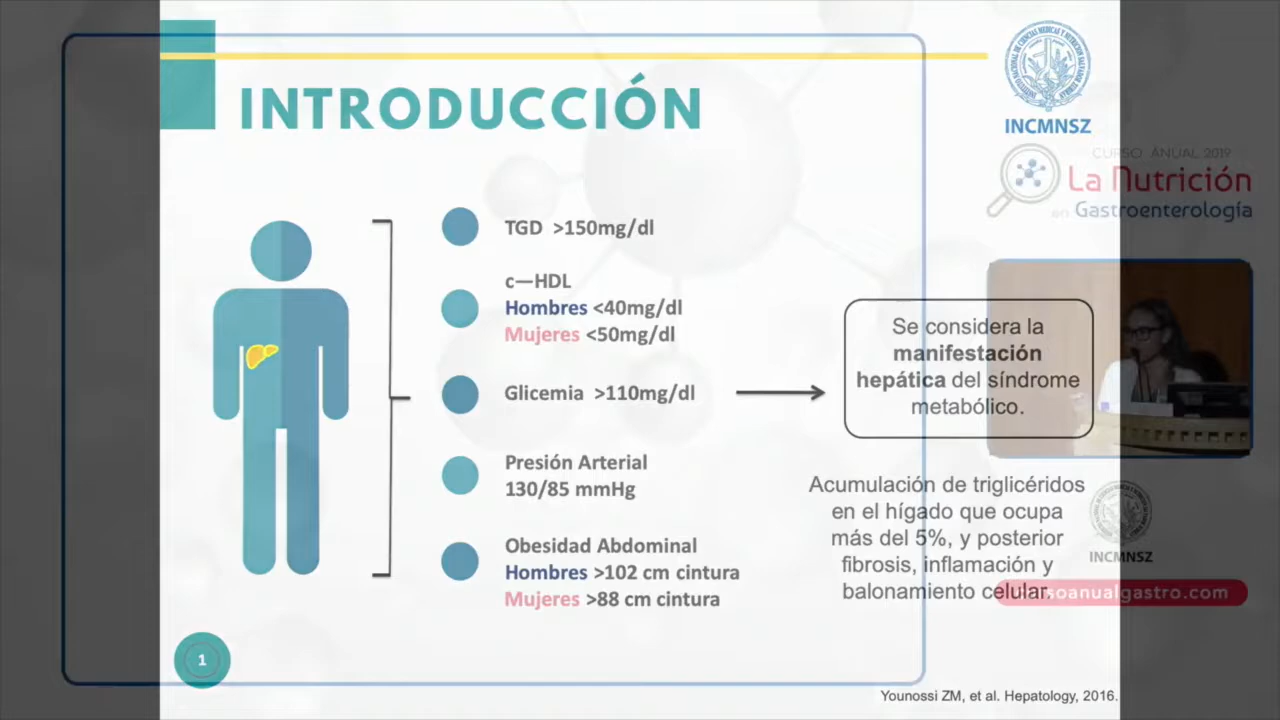 INTRODUCCIÓN
INCMNSZ
CURSO ANUAL 2019
La Nutrición
en Gastroenterología
TGD >150mg/dl
c—HDL
Hombres <40mg/dl
Mujeres <50mg/dl
Glicemia >110mg/dl
Presión Arterial
130/85 mmHg
Obesidad Abdominal
Hombres >102 cm cintura
Mujeres >88 cm cintura
Se considera la
manifestación
hepática del síndrome
metabólico.
Acumulación de triglicéridos
en el hígado que ocupa
más del 5%, y posterior
fibrosis, inflamación y
balonamiento celular.
INCMNSZ
1
Younossi ZM, et al. Hepatology, 2016.